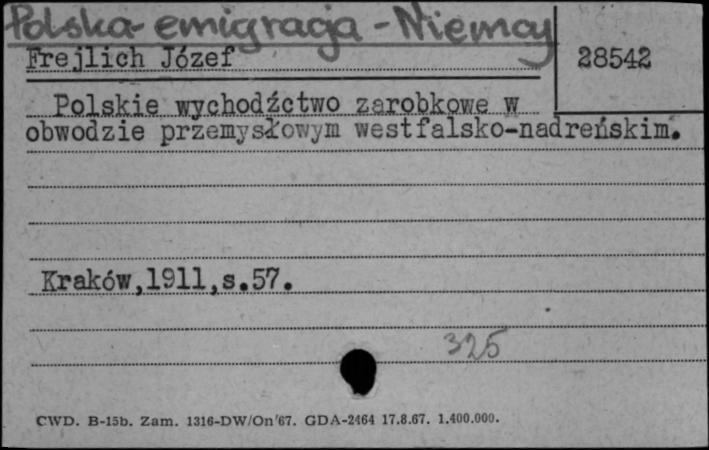 Polska-emigracja-Niemcy
Frejlich Józef
28542
Polskie wychodźctwo zarobkowe w
obwodzie przemysłowym westfalsko-nadreńskim.
Kraków,1911,s.57.
325
CWD. B-15b. Zam. 1316-DW/On'67. GDA-2464 17.8.67. 1.400.000.